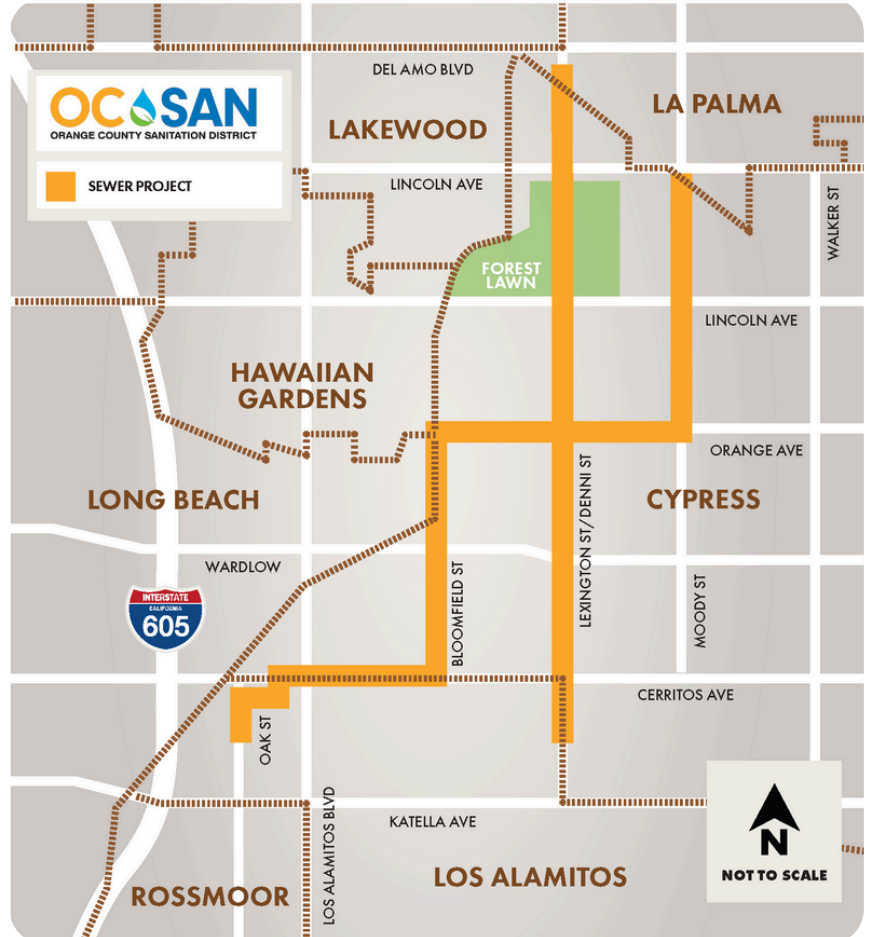 DEL AMO BLVD
LA PALMA
OC SAN
ORANGE COUNTY SANITATION DISTRICT
LAKEWOOD
SEWER PROJECT
LINCOLN AVE
WALKER ST
FOREST
LAWN
LINCOLN AVE
HAWAIIAN
GARDENS
ORANGE AVE
LONG BEACH
CYPRESS
LEXINGTON ST/DENNI ST
WARDLOW
BLOOMFIELD ST
MOODY ST
INTERSTATE
CALIFORNIA
605
CERRITOS AVE
OAK ST
LOS ALAMITOS BLVD
KATELLA AVE
N
NOT TO SCALE
LOS ALAMITOS
ROSSMOOR